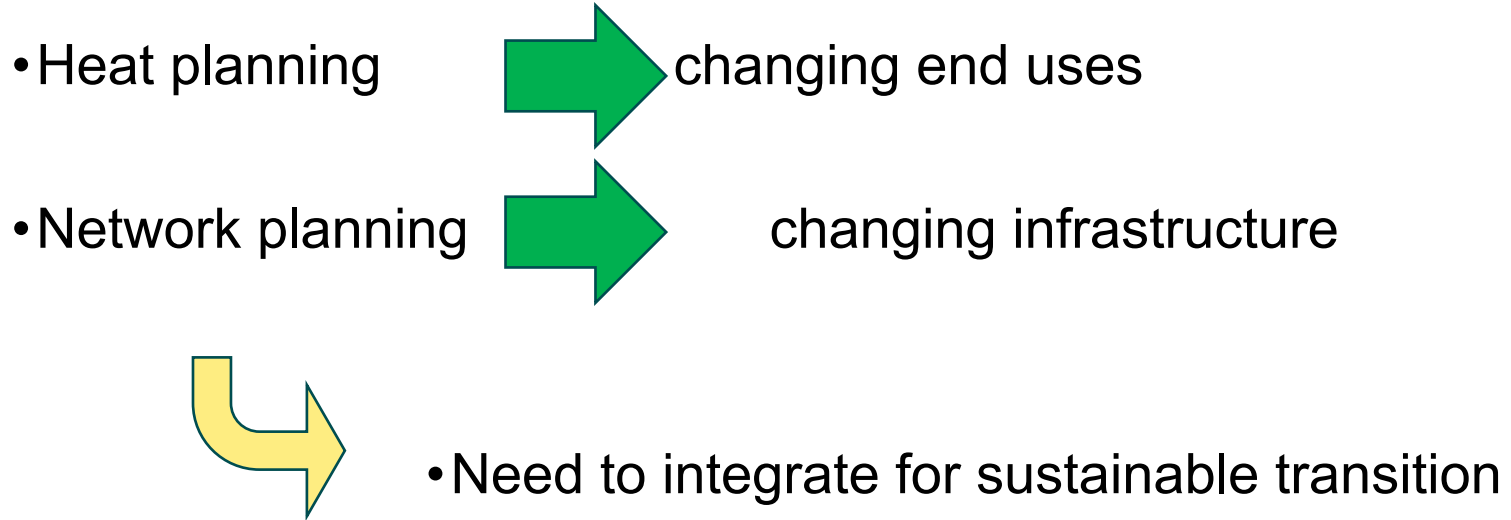 •Heat planning changing end uses
•Network planning changing infrastructure
•Need to integrate for sustainable transition